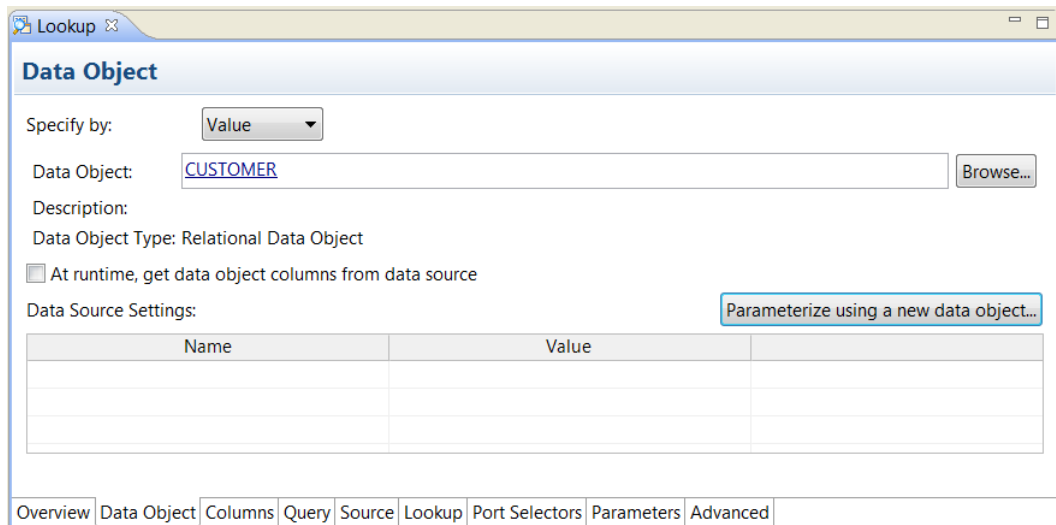 Lookup
Data Object
Specify by: Value
Data Object: CUSTOMER Browse...
Description:
Data Object Type: Relational Data Object
At runtime, get data object columns from data source
Data Source Settings: Parameterize using a new data object...
Name Value
Overview Data Object Columns Query Source Lookup Port Selectors Parameters Advanced